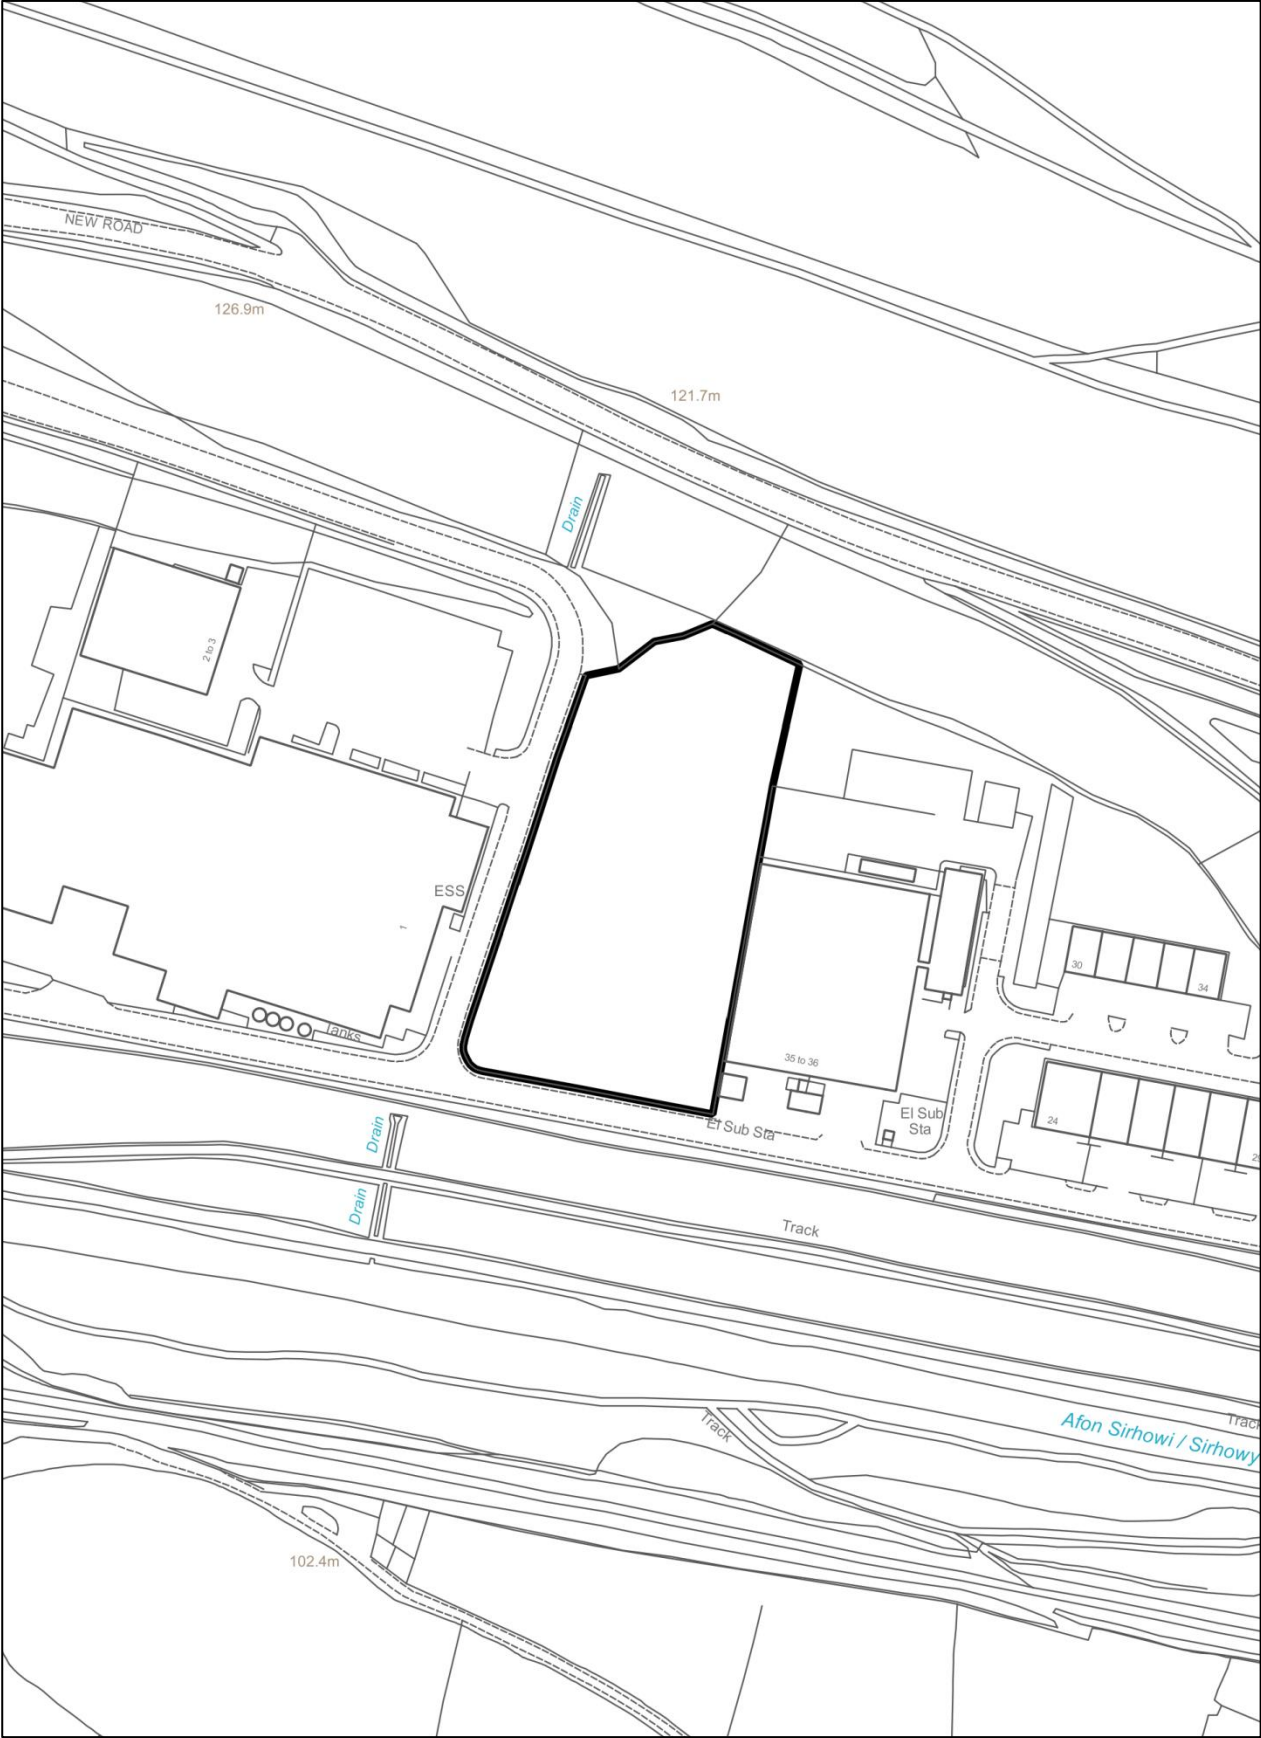 NEW ROAD
126.9m
121.7m
Drain
2 to 3
ESS
1
30
34
Tanks
35 to 36
El Sub Sta
El Sub
Sta
24
Drain
Drain
Track
Afon Sirhowi / Sirhowy
Track
102.4m